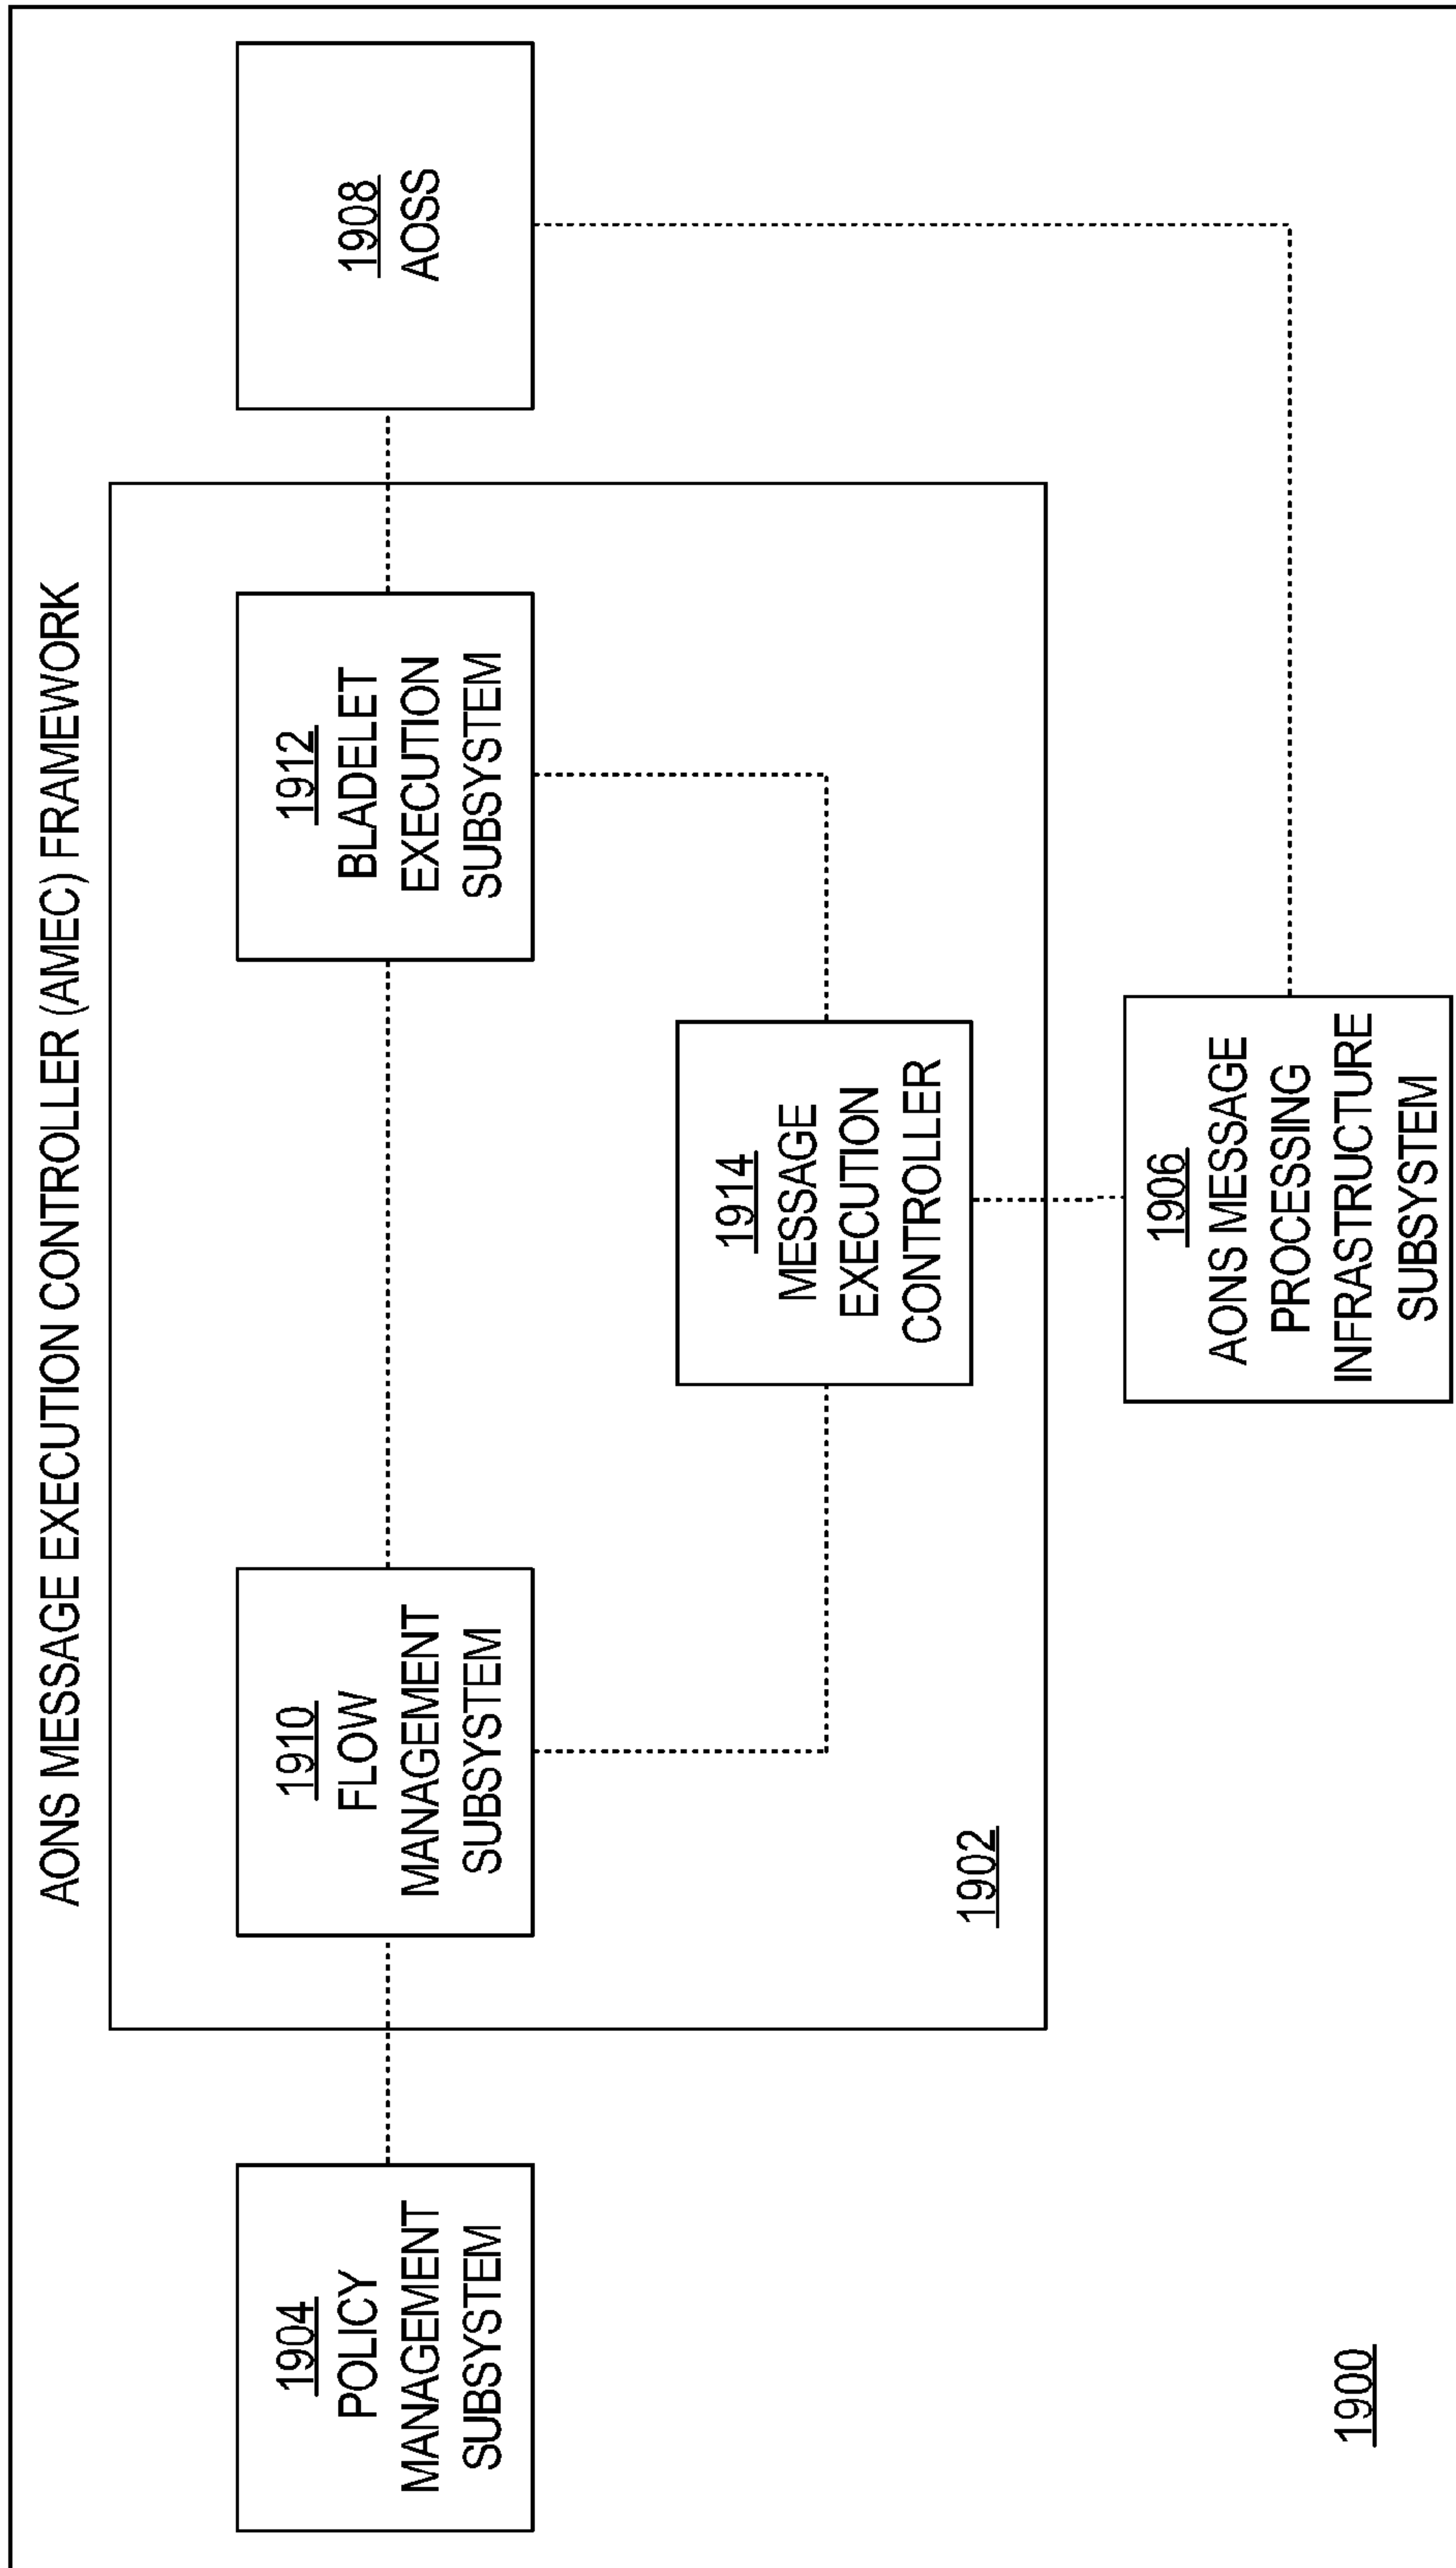 AONS MESSAGE EXECUTION CONTROLLER (AMEC) FRAMEWORK
1904
POLICY
MANAGEMENT
SUBSYSTEM
1910
FLOW
MANAGEMENT
SUBSYSTEM
1912
BLADELET
EXECUTION
SUBSYSTEM
1908
AOSS
1914
MESSAGE
EXECUTION
CONTROLLER
1902
1906
AONS MESSAGE
PROCESSING
INFRASTRUCTURE
SUBSYSTEM
1900